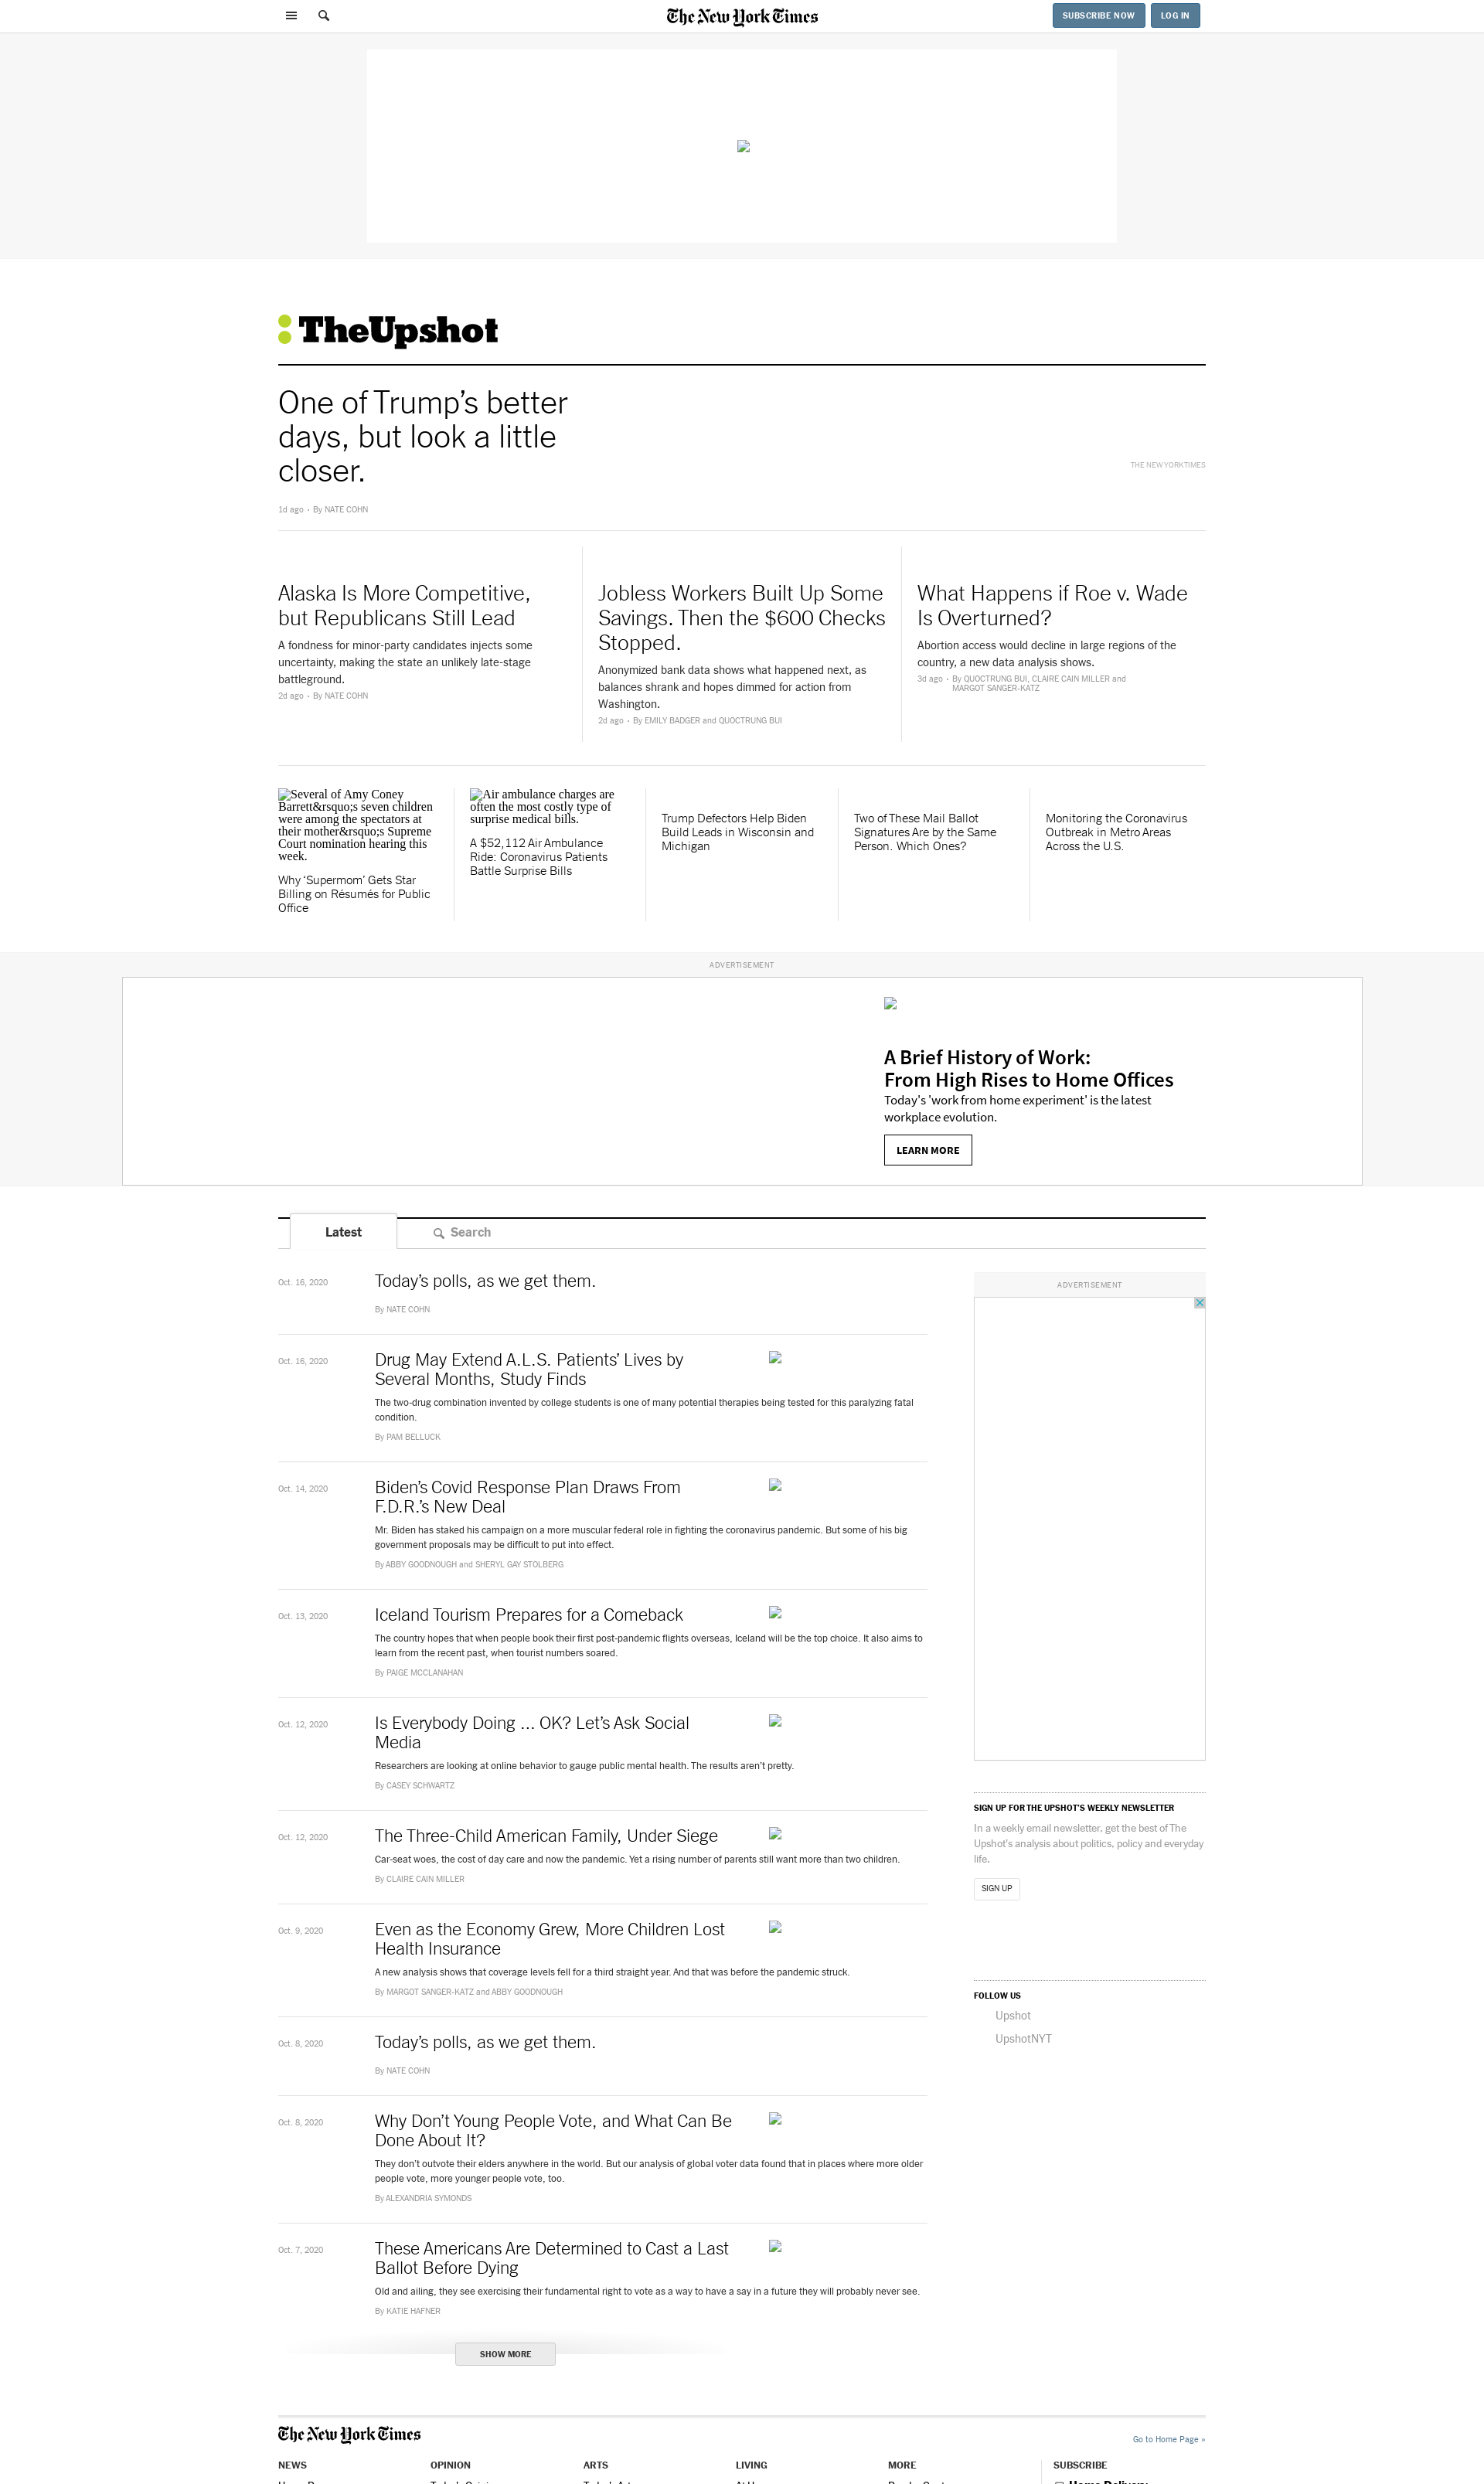 The New York Times
SUBSCRIBE NOW
LOG IN
TheUpshot
One of Trump’s better
days, but look a little
closer.
THE NEW YORK TIMES
1d ago • By NATE COHN
Alaska Is More Competitive,
but Republicans Still Lead
A fondness for minor-party candidates injects some
uncertainty, making the state an unlikely late-stage
battleground.
2d ago • By NATE COHN
Jobless Workers Built Up Some
Savings. Then the $600 Checks
Stopped.
Anonymized bank data shows what happened next, as
balances shrank and hopes dimmed for action from
Washington.
2d ago • By EMILY BADGER and QUOCTRUNG BUI
What Happens if Roe v. Wade
Is Overturned?
Abortion access would decline in large regions of the
country, a new data analysis shows.
3d ago • By QUOCTRUNG BUI, CLAIRE CAIN MILLER and
MARGOT SANGER-KATZ
Several of Amy Coney
Barrett&rsquo;s seven children
were among the spectators at
their mother&rsquo;s Supreme
Court nomination hearing this
week.
Why ‘Supermom’ Gets Star
Billing on Résumés for Public
Office
Air ambulance charges are
often the most costly type of
surprise medical bills.
A $52,112 Air Ambulance
Ride: Coronavirus Patients
Battle Surprise Bills
Trump Defectors Help Biden
Build Leads in Wisconsin and
Michigan
Two of These Mail Ballot
Signatures Are by the Same
Person. Which Ones?
Monitoring the Coronavirus
Outbreak in Metro Areas
Across the U.S.
ADVERTISEMENT
A Brief History of Work:
From High Rises to Home Offices
Today's 'work from home experiment' is the latest
workplace evolution.
LEARN MORE
Latest
Search
Oct. 16, 2020
Today’s polls, as we get them.
By NATE COHN
Oct. 16, 2020
Drug May Extend A.L.S. Patients’ Lives by
Several Months, Study Finds
The two-drug combination invented by college students is one of many potential therapies being tested for this paralyzing fatal
condition.
By PAM BELLUCK
Oct. 14, 2020
Biden’s Covid Response Plan Draws From
F.D.R.’s New Deal
Mr. Biden has staked his campaign on a more muscular federal role in fighting the coronavirus pandemic. But some of his big
government proposals may be difficult to put into effect.
By ABBY GOODNOUGH and SHERYL GAY STOLBERG
Oct. 13, 2020
Iceland Tourism Prepares for a Comeback
The country hopes that when people book their first post-pandemic flights overseas, Iceland will be the top choice. It also aims to
learn from the recent past, when tourist numbers soared.
By PAIGE MCCLANAHAN
Oct. 12, 2020
Is Everybody Doing ... OK? Let’s Ask Social
Media
Researchers are looking at online behavior to gauge public mental health. The results aren’t pretty.
By CASEY SCHWARTZ
Oct. 12, 2020
The Three-Child American Family, Under Siege
Car-seat woes, the cost of day care and now the pandemic. Yet a rising number of parents still want more than two children.
By CLAIRE CAIN MILLER
Oct. 9, 2020
Even as the Economy Grew, More Children Lost
Health Insurance
A new analysis shows that coverage levels fell for a third straight year. And that was before the pandemic struck.
By MARGOT SANGER-KATZ and ABBY GOODNOUGH
Oct. 8, 2020
Today’s polls, as we get them.
By NATE COHN
Oct. 8, 2020
Why Don’t Young People Vote, and What Can Be
Done About It?
They don’t outvote their elders anywhere in the world. But our analysis of global voter data found that in places where more older
people vote, more younger people vote, too.
By ALEXANDRIA SYMONDS
Oct. 7, 2020
These Americans Are Determined to Cast a Last
Ballot Before Dying
Old and ailing, they see exercising their fundamental right to vote as a way to have a say in a future they will probably never see.
By KATIE HAFNER
SHOW MORE
ADVERTISEMENT
SIGN UP FOR THE UPSHOT’S WEEKLY NEWSLETTER
In a weekly email newsletter, get the best of The
Upshot's analysis about politics, policy and everyday
life.
SIGN UP
FOLLOW US
Upshot
UpshotNYT
The New York Times
Go to Home Page »
NEWS
OPINION
ARTS
LIVING
MORE
SUBSCRIBE